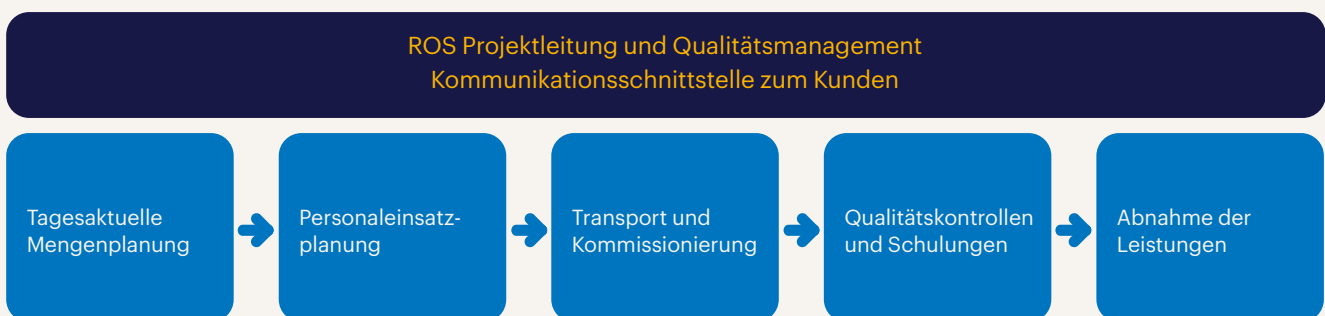 ROS Projektleitung und Qualitätsmanagement
Kommunikationsschnittstelle zum Kunden
Tagesaktuelle
Mengenplanung
Personaleinsatz-
planung
Transport und
Kommissionierung
Qualitätskontrollen
und Schulungen
Abnahme der
Leistungen